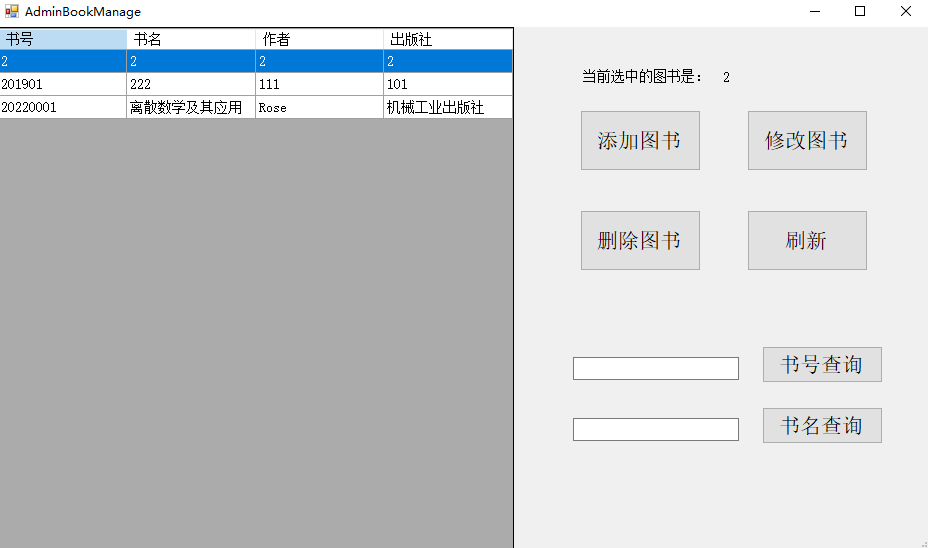 AdminBookManage
书号 书名 作者 出版社
2 2 2 2
201901 222 111 101
20220001 离散数学及其应用 Rose 机械工业出版社
当前选中的图书是： 2
添加图书 修改图书
删除图书 刷新
书号查询
书名查询